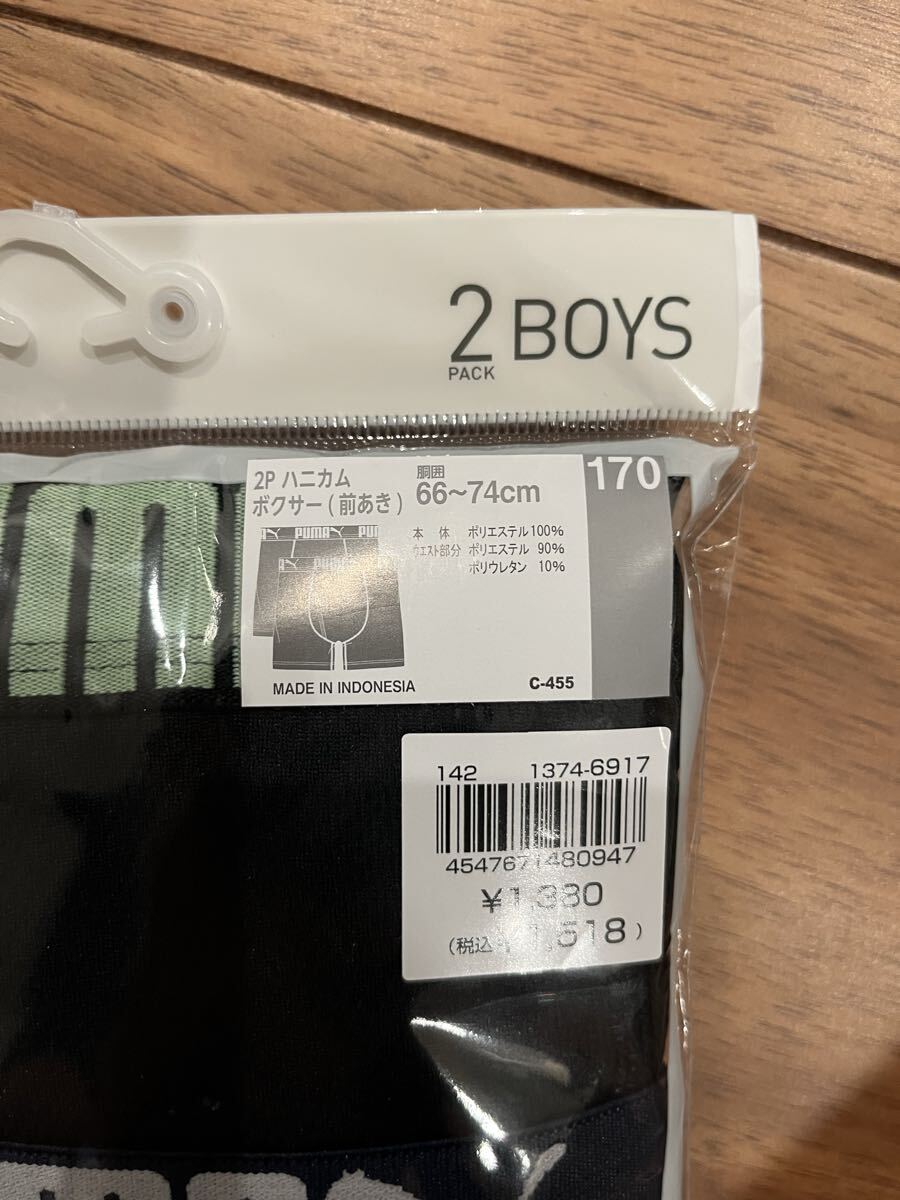 2 BOYS
PACK
2P ハニカム
ボクサー(前あき)
胴囲
66~74cm
170
本体 ポリエステル100%
ウエスト部分 ポリエステル 90%
ポリウレタン 10%
PUMA PUM
PUMA
MADE IN INDONESIA
C-455
142 1374-6917
4547671480947
¥1,380
(税込 ¥1,518)